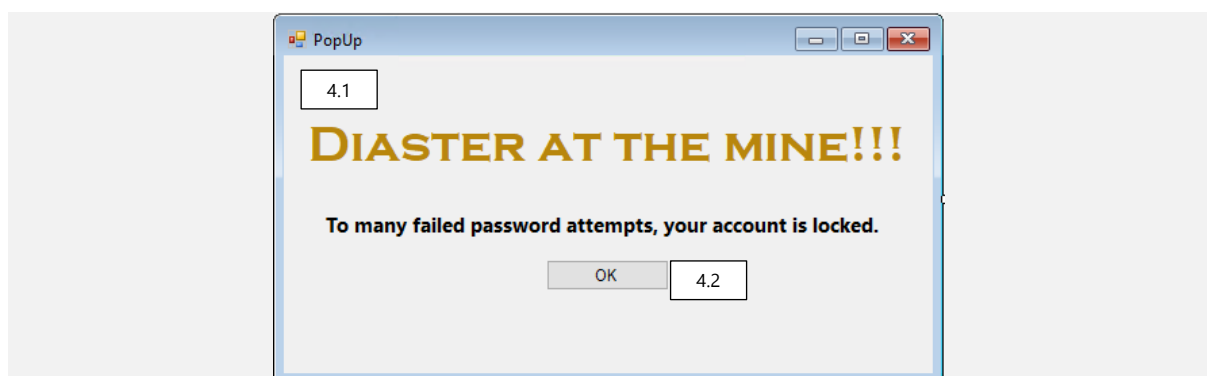 PopUp
4.1
DIASTER AT THE MINE!!!
To many failed password attempts, your account is locked.
OK
4.2